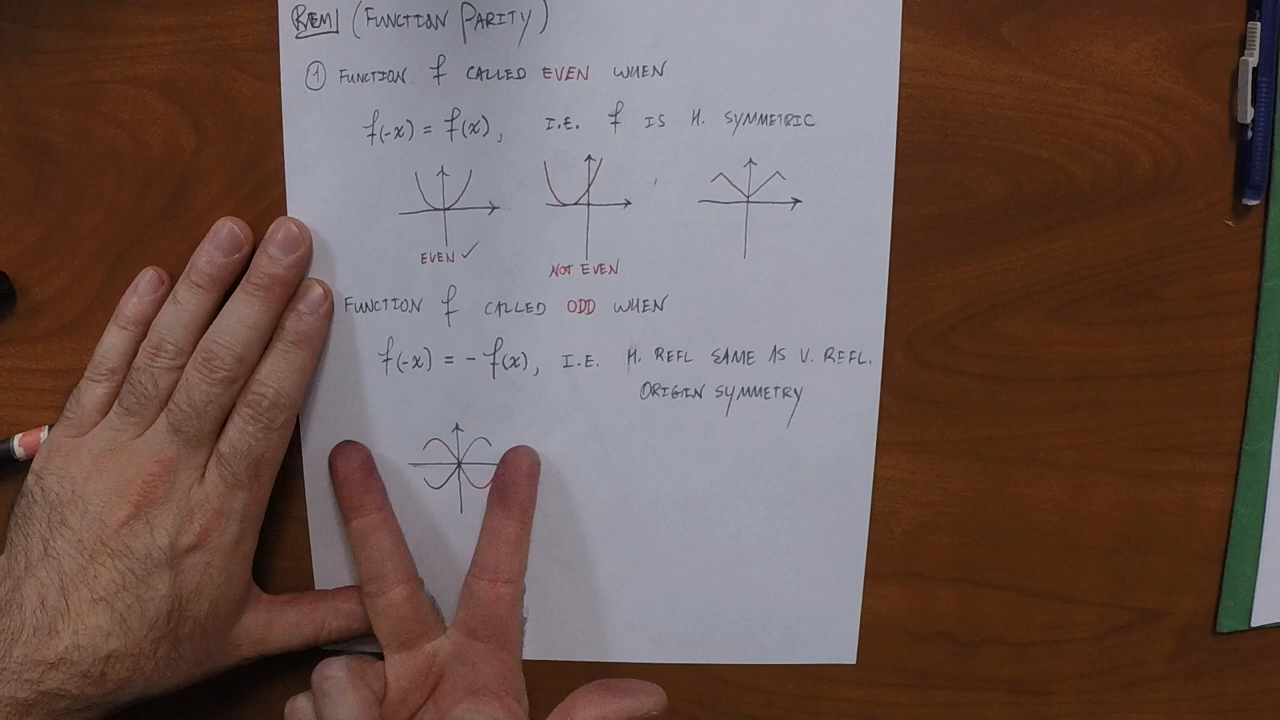 REM (FUNCTION PARITY)
① FUNCTION f CALLED EVEN WHEN
f(-x) = f(x), I.E. f IS H. SYMMETRIC
EVEN ✓ NOT EVEN
FUNCTION f CALLED ODD WHEN
f(-x) = - f(x), I.E. H. REFL SAME AS V. REFL.
ORIGIN SYMMETRY